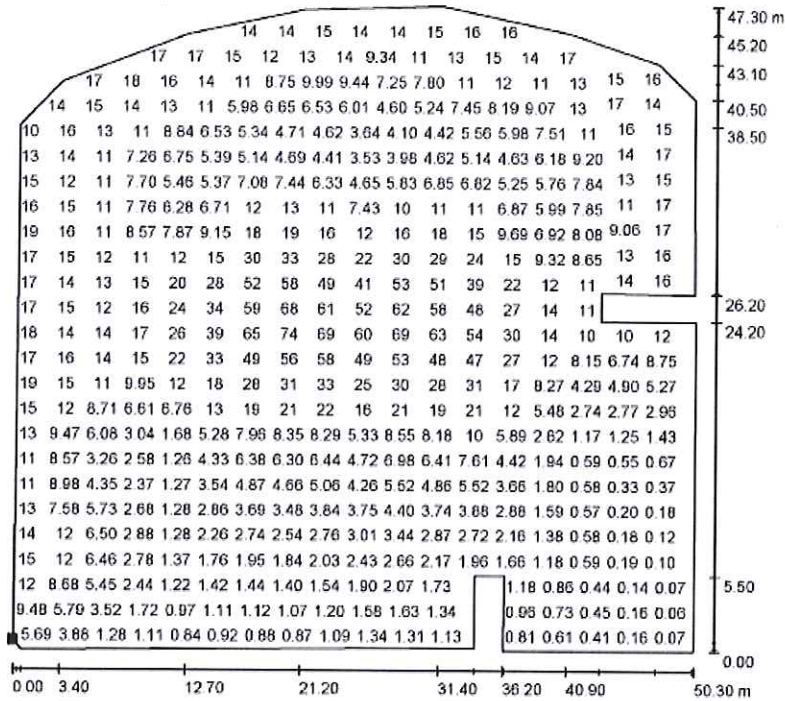 14 14 15 14 15 16 16
47.30 m
17 17 15 12 13 14 9.34 11 13 15 14 17
45.20
17 18 16 14 11 8.75 9.99 9.44 7.25 7.80 11 12 11 13 15 16
43.10
14 15 14 13 11 5.98 6.65 6.53 6.01 4.60 5.24 7.45 8.19 9.07 13 17 14
40.50
10 16 13 11 8.84 6.53 5.34 4.71 4.62 3.64 4.10 4.42 5.56 5.98 7.51 11 16 15
38.50
13 14 11 7.26 6.75 5.39 5.14 4.69 4.41 3.53 3.98 4.62 5.14 4.63 6.18 9.20 14 17
15 12 11 7.70 5.46 5.37 7.08 7.44 6.33 4.65 5.83 6.85 6.82 5.25 5.76 7.84 13 15
16 15 11 7.76 6.28 6.71 12 13 11 7.43 10 11 11 6.87 5.99 7.85 11 17
19 16 11 8.57 7.87 9.15 18 19 16 12 16 18 15 9.69 6.92 8.08 9.06 17
17 15 12 11 12 15 30 33 28 22 30 29 24 15 9.32 8.65 13 16
17 14 13 15 20 28 52 58 49 41 53 51 39 22 12 11 14 16
17 15 12 16 24 34 59 68 61 52 62 58 48 27 14 11
26.20
18 14 14 17 26 39 65 74 69 60 69 63 54 30 14 10 10 12
24.20
17 16 14 15 22 33 49 56 58 49 53 48 47 27 12 8.15 6.74 8.75
19 15 11 9.95 12 18 28 31 33 25 30 28 31 17 8.27 4.29 4.90 5.27
15 12 8.71 6.61 6.76 13 19 21 22 16 21 19 21 12 5.48 2.74 2.77 2.96
13 9.47 6.08 3.04 1.68 5.28 7.96 8.35 8.29 5.33 8.55 8.18 10 5.89 2.62 1.17 1.25 1.43
11 8.57 3.26 2.58 1.26 4.33 6.38 6.30 6.44 4.72 6.98 6.41 7.61 4.42 1.94 0.59 0.55 0.67
11 8.98 4.35 2.37 1.27 3.54 4.87 4.66 5.06 4.26 5.52 4.86 5.52 3.66 1.80 0.58 0.33 0.37
13 7.58 5.73 2.68 1.28 2.86 3.69 3.48 3.84 3.75 4.40 3.74 3.88 2.88 1.59 0.57 0.20 0.18
14 12 6.50 2.88 1.28 2.26 2.74 2.54 2.76 3.01 3.44 2.87 2.72 2.16 1.38 0.58 0.18 0.12
15 12 6.46 2.78 1.37 1.76 1.95 1.84 2.03 2.43 2.66 2.17 1.96 1.66 1.18 0.59 0.19 0.10
12 8.68 5.45 2.44 1.22 1.42 1.44 1.40 1.54 1.90 2.07 1.73 1.18 0.86 0.44 0.14 0.07
5.50
9.48 5.79 3.52 1.72 0.97 1.11 1.12 1.07 1.20 1.58 1.63 1.34 0.96 0.73 0.45 0.16 0.06
5.69 3.88 1.28 1.11 0.84 0.92 0.88 0.87 1.09 1.34 1.31 1.13 0.81 0.61 0.41 0.16 0.07
0.00
0.00 3.40 12.70 21.20 31.40 36.20 40.90 50.30 m